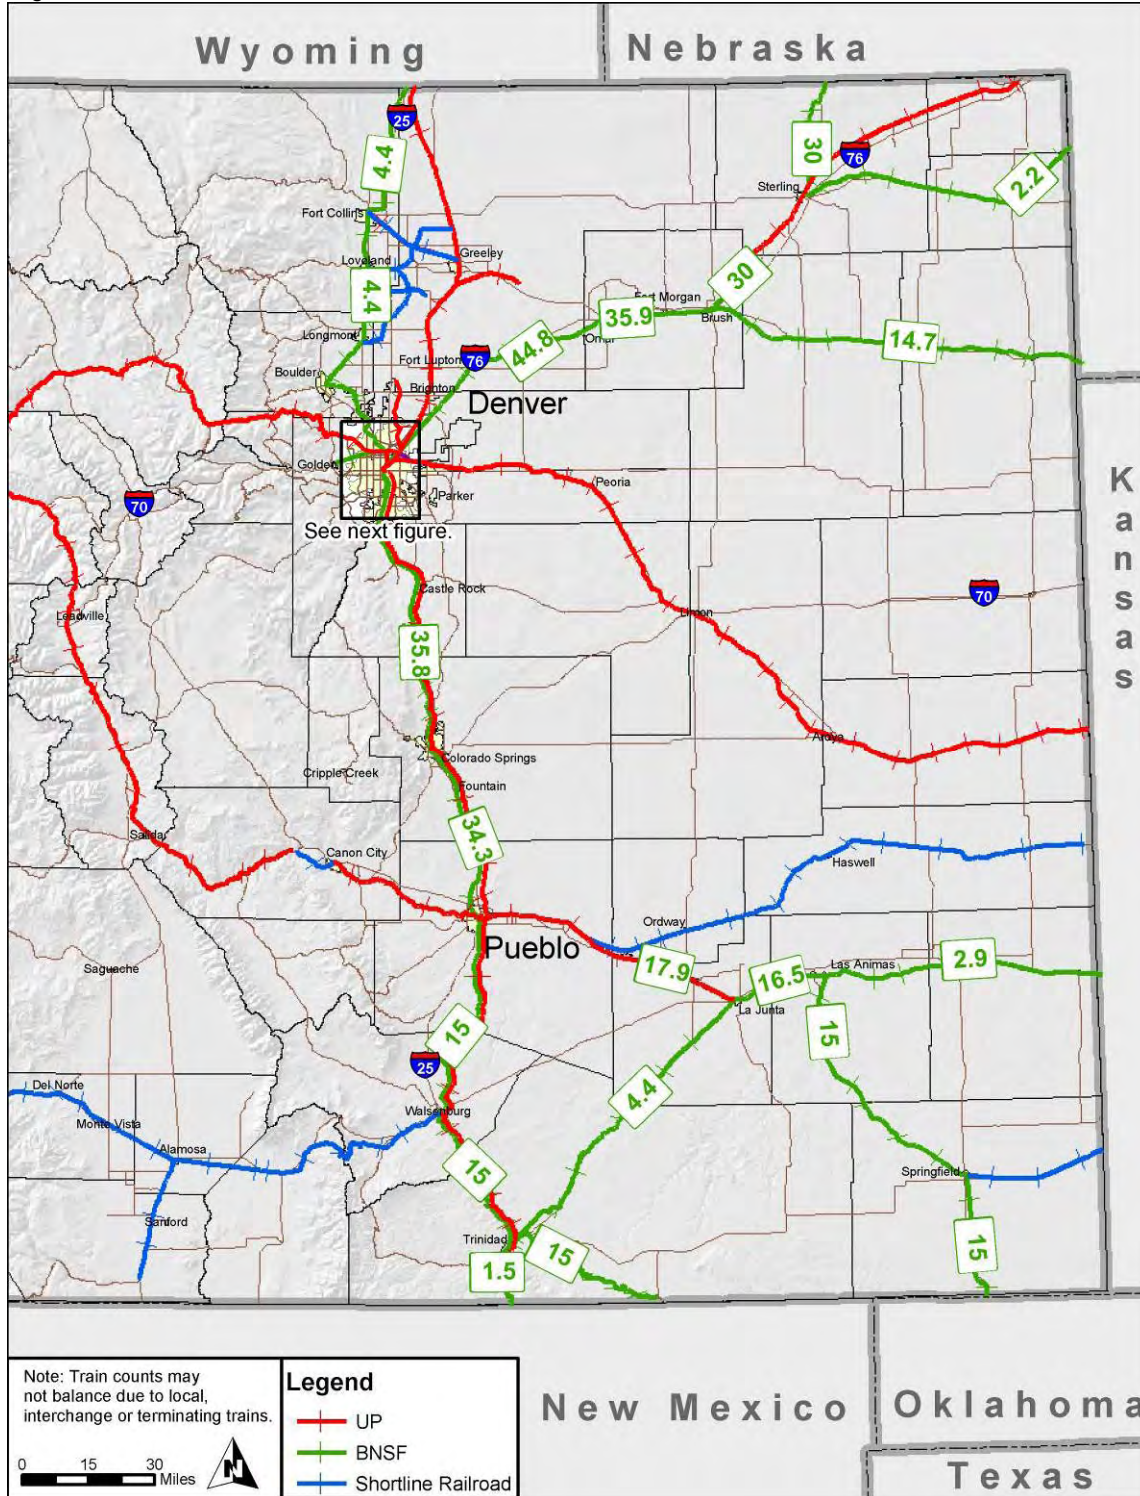 Wyoming
Nebraska
25
4.4
30
76
Sterling
2.2
Fort Collins
Loveland
Greeley
4.4
30
Fort Morgan
35.9
Brush
14.7
Longmont
44.8
Fort Lupton
76
Boulder
Brighton
Denver
Golden
Peoria
Parker
70
See next figure.
Kansas
Castle Rock
70
Leadville
Limon
35.8
Aroya
Colorado Springs
Cripple Creek
Fountain
34.3
Salida
Canon City
Haswell
Ordway
Pueblo
Saguache
17.9
Las Animas
2.9
16.5
La Junta
15
15
25
Del Norte
4.4
Walsenburg
Monte Vista
Alamosa
15
Springfield
Sanford
Trinidad
15
15
1.5
Note: Train counts may
not balance due to local,
interchange or terminating trains.
0 15 30
Miles
N
Legend
UP
BNSF
Shortline Railroad
New Mexico
Oklahoma
Texas